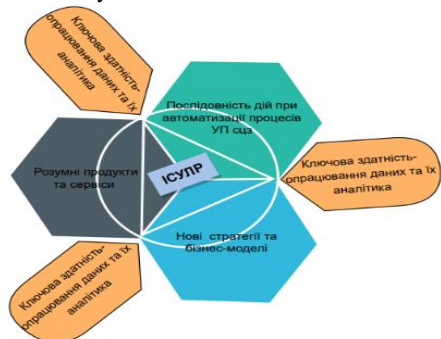 Ключова здатність-
опрацювання даних та їх
аналітика
Послідовність дій при
автоматизації процесів
УП сцз
Розумні продукти
та сервіси
ІСУЛР
Ключова здатність-
опрацювання даних та їх
аналітика
Нові стратегії та
бізнес-моделі
Ключова здатність-
опрацювання даних та їх
аналітика